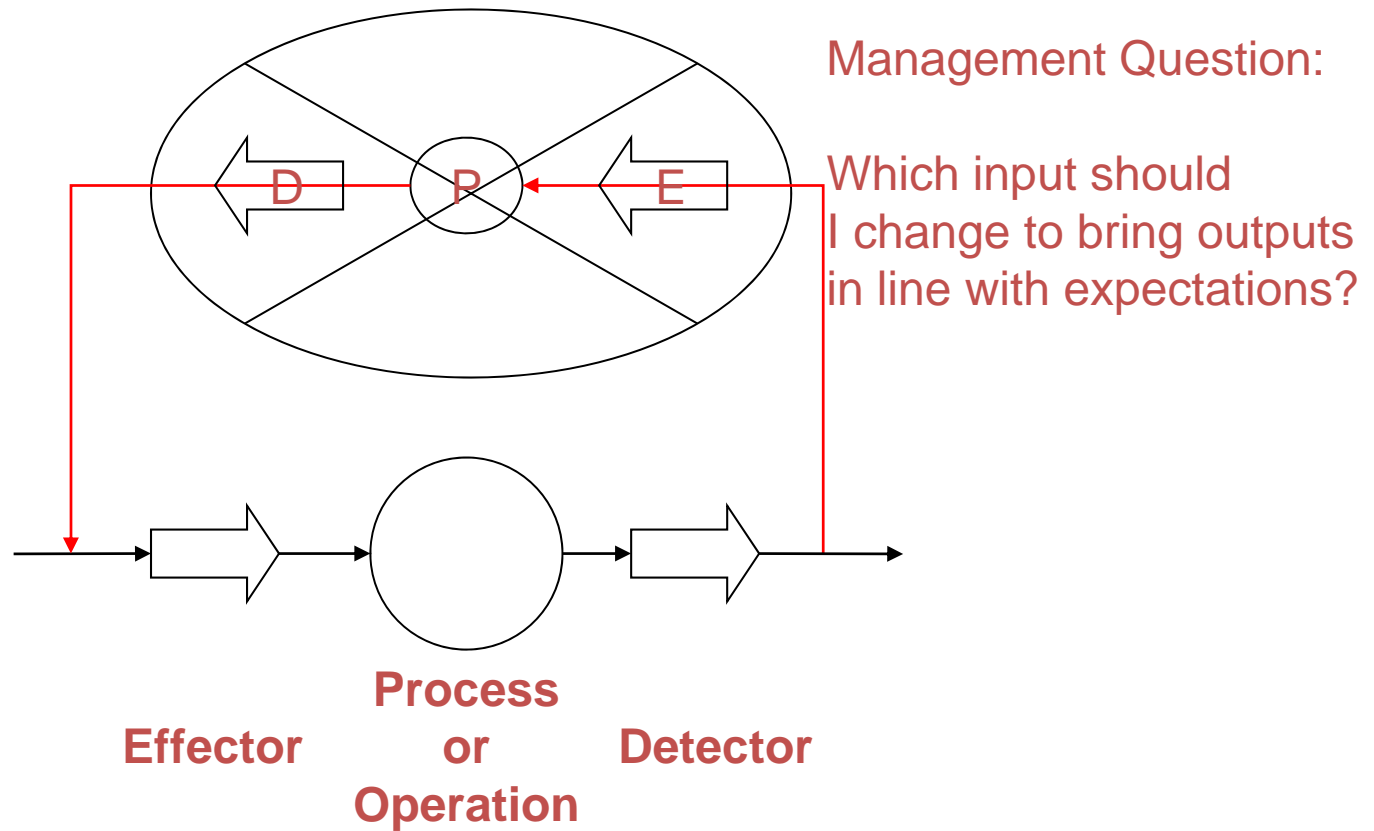 Management Question:
Which input should
I change to bring outputs
in line with expectations?
D
P
E
Process
or
Operation
Effector
Detector